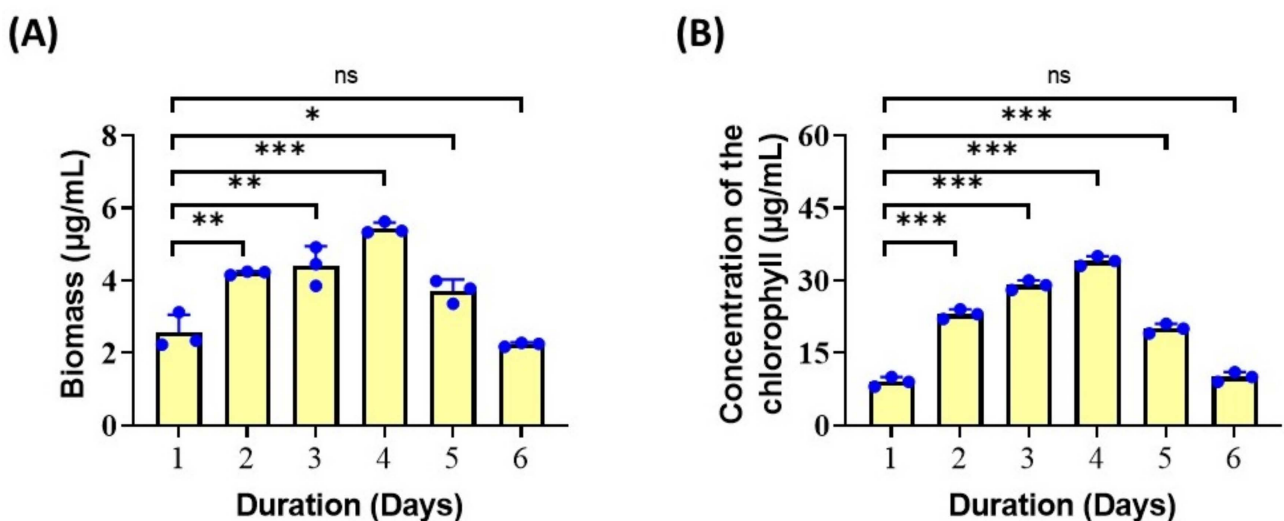 (A)
ns
*
***
**
**
8
6
4
2
0
Biomass (µg/mL)
1 2 3 4 5 6
Duration (Days)
(B)
ns
***
***
***
***
60
45
30
15
0
Concentration of the
chlorophyll (µg/mL)
1 2 3 4 5 6
Duration (Days)